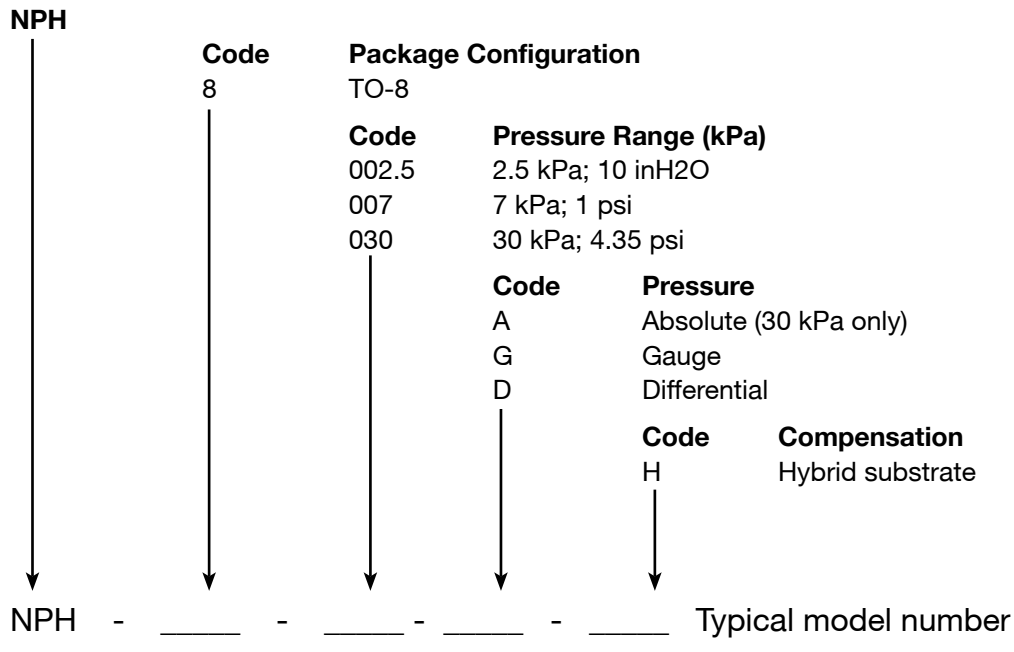 NPH
Code Package Configuration
8 TO-8
Code Pressure Range (kPa)
002.5 2.5 kPa; 10 inH2O
007 7 kPa; 1 psi
030 30 kPa; 4.35 psi
Code Pressure
A Absolute (30 kPa only)
G Gauge
D Differential
Code Compensation
H Hybrid substrate
NPH - _____ - _____ - _____ - _____ Typical model number